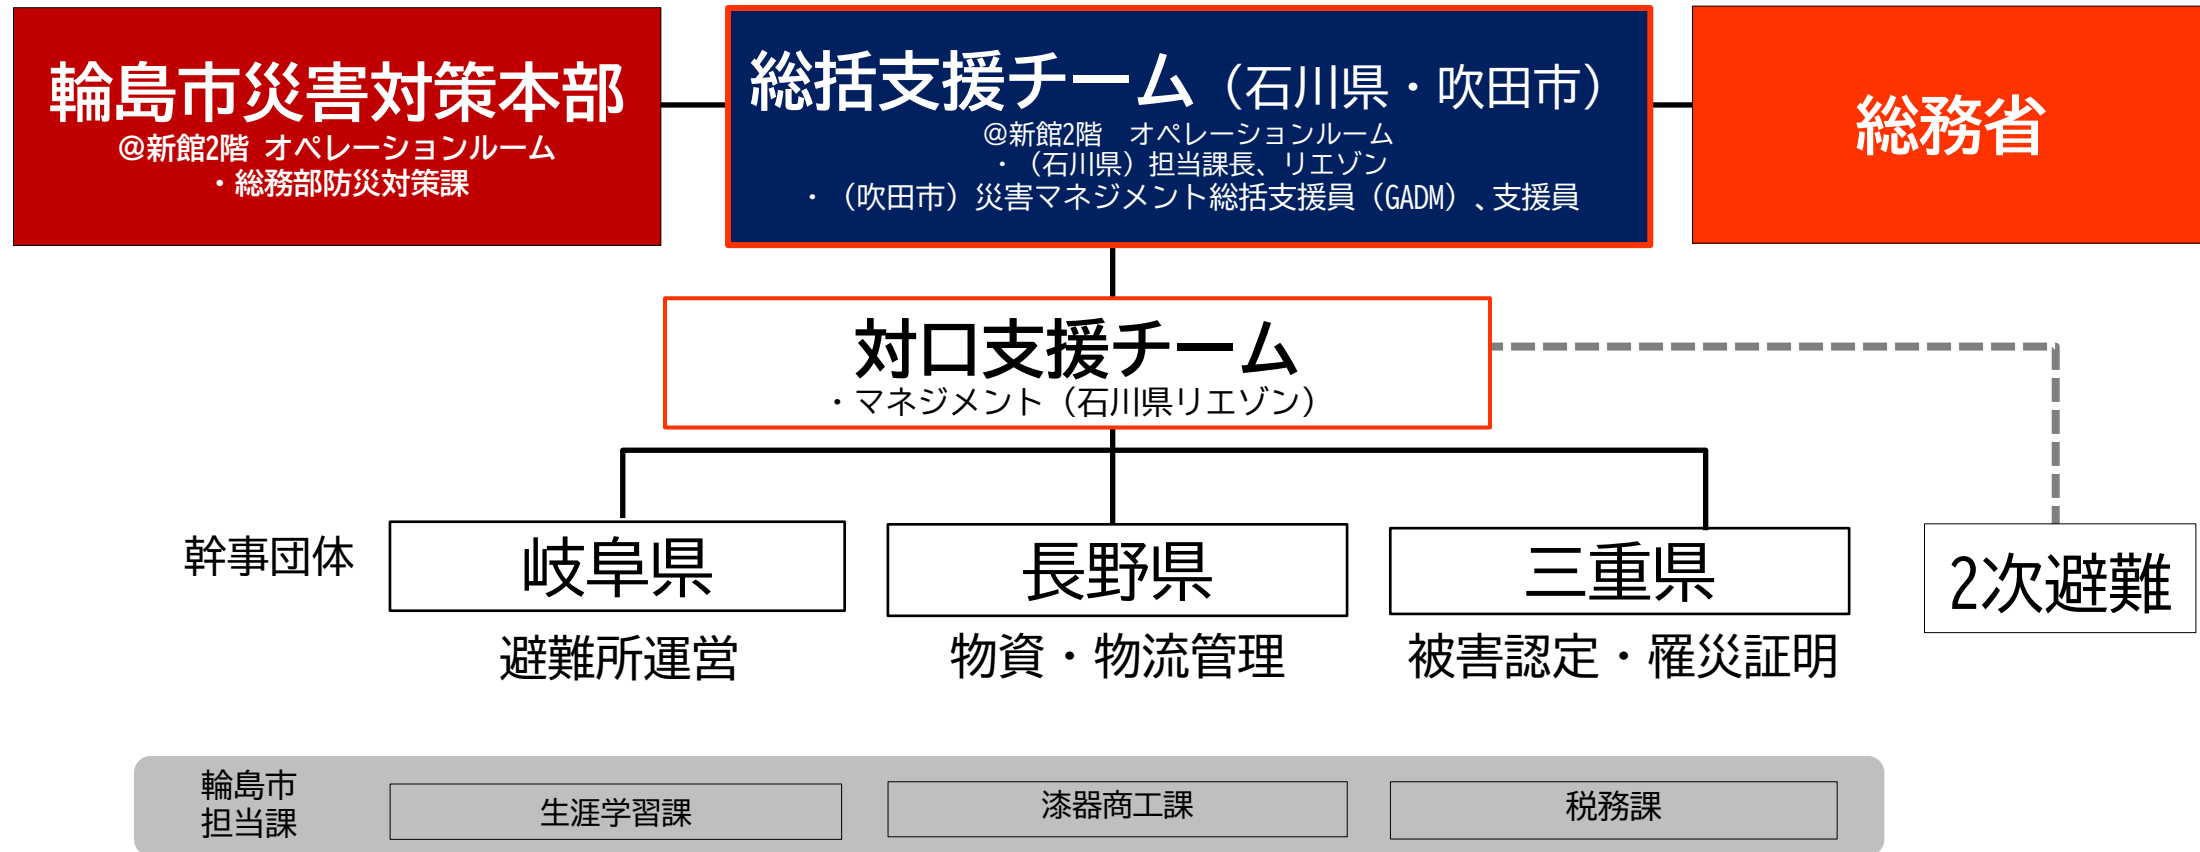 輪島市災害対策本部
@新館2階 オペレーションルーム
・総務部防災対策課
総括支援チーム（石川県・吹田市）
@新館2階　オペレーションルーム
・（石川県）担当課長、リエゾン
・（吹田市）災害マネジメント総括支援員（GADM）、支援員
総務省
対口支援チーム
・マネジメント（石川県リエゾン）
幹事団体
岐阜県
長野県
三重県
2次避難
避難所運営
物資・物流管理
被害認定・罹災証明
輪島市
担当課
生涯学習課
漆器商工課
税務課